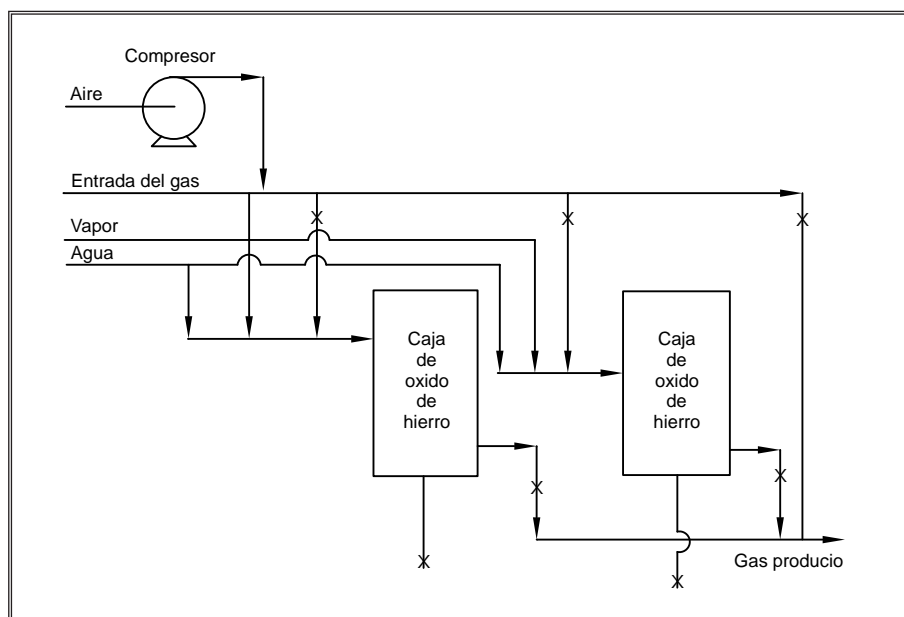 Compresor
Aire
Entrada del gas
Vapor
Agua
Caja
de
oxido
de
hierro
Caja
de
oxido
de
hierro
Gas producio